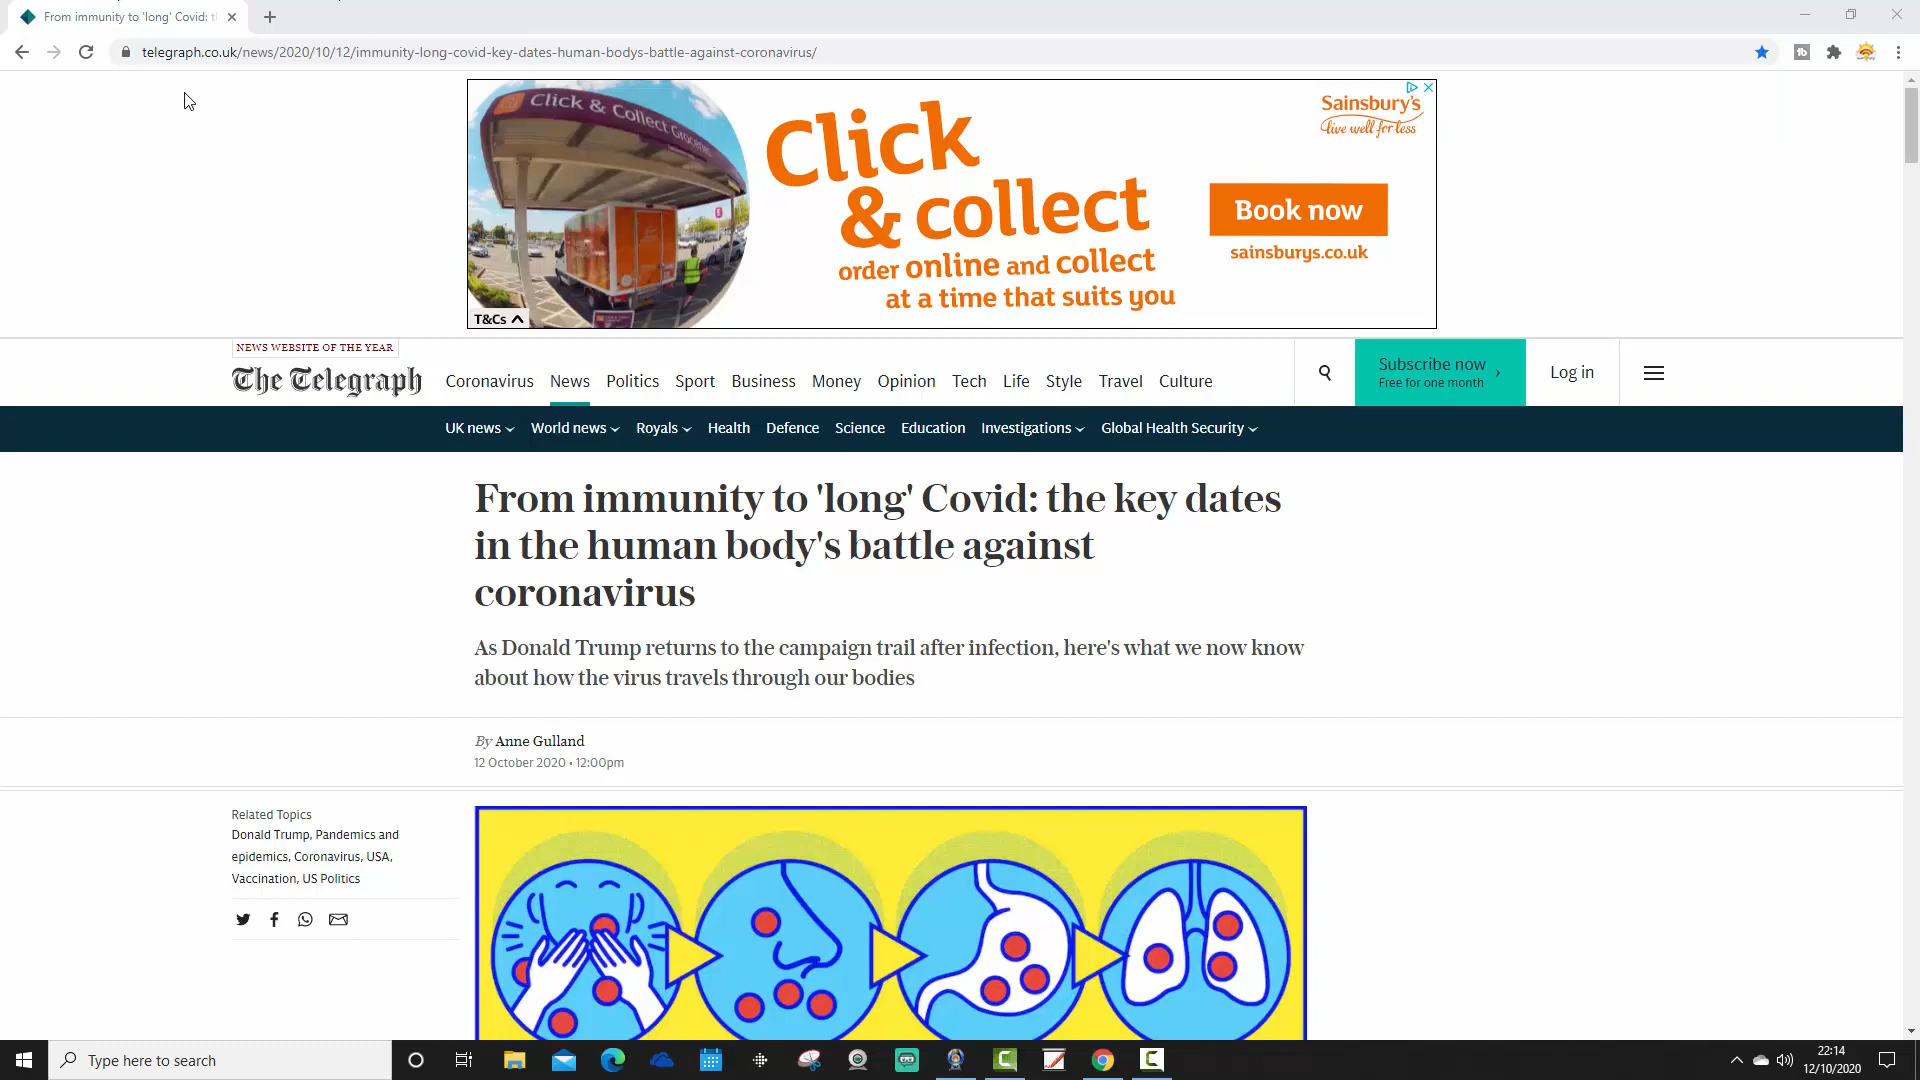 From immunity to 'long' Covid: t
telegraph.co.uk/news/2020/10/12/immunity-long-covid-key-dates-human-bodys-battle-against-coronavirus/
Click & Collect Groceries
Click
& collect
order online and collect
at a time that suits you
Sainsbury's
live well for less
Book now
sainsburys.co.uk
T&Cs
NEWS WEBSITE OF THE YEAR
The Telegraph
Coronavirus News Politics Sport Business Money Opinion Tech Life Style Travel Culture
Subscribe now
Free for one month
Log in
UK news World news Royals Health Defence Science Education Investigations Global Health Security
From immunity to 'long' Covid: the key dates
in the human body's battle against
coronavirus
As Donald Trump returns to the campaign trail after infection, here's what we now know
about how the virus travels through our bodies
By Anne Gulland
12 October 2020 • 12:00pm
Related Topics
Donald Trump, Pandemics and
epidemics, Coronavirus, USA,
Vaccination, US Politics
Type here to search
22:14
12/10/2020